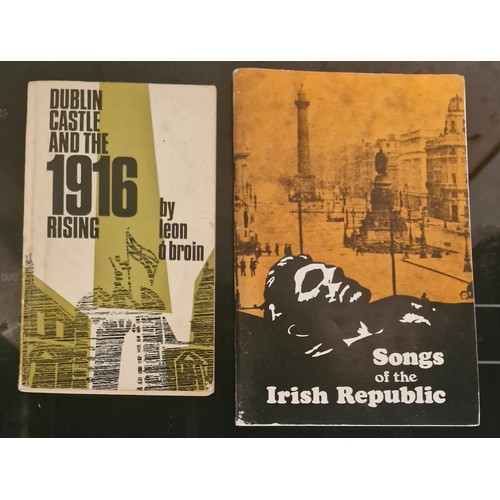 DUBLIN
CASTLE
AND THE
1916
RISING
by
leon
ó broin
Songs
of the
Irish Republic